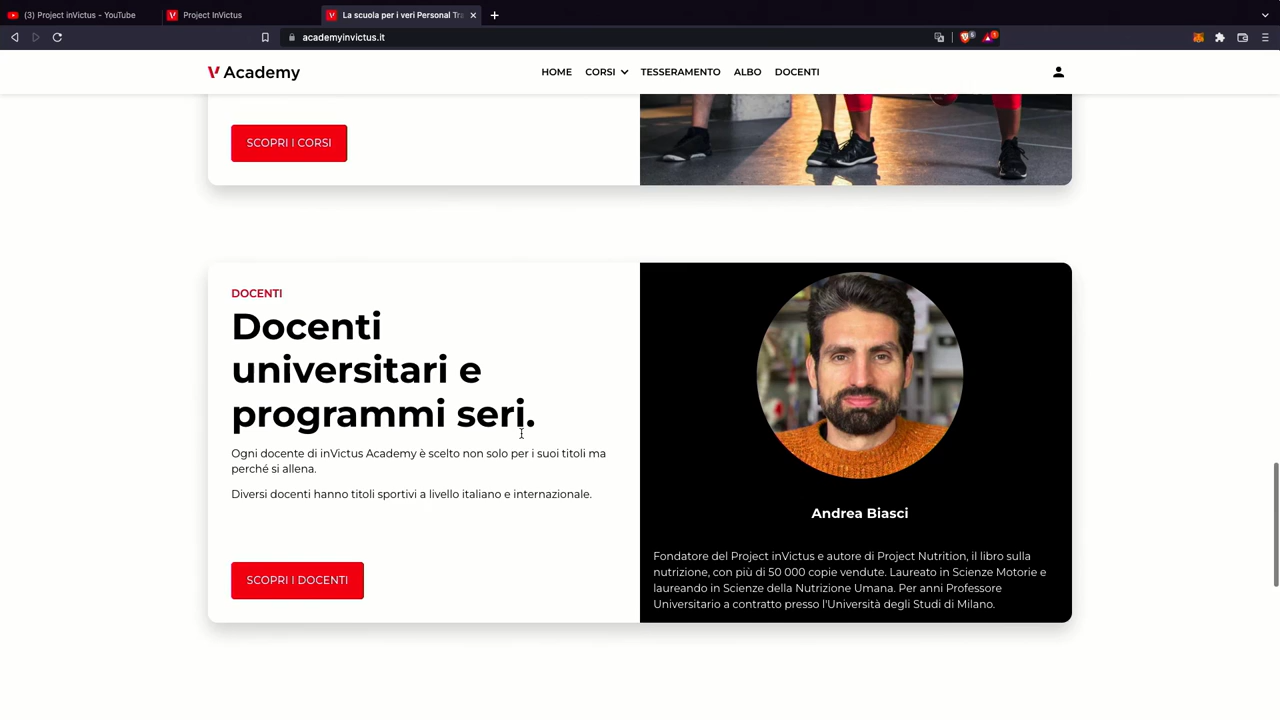 (3) Project inVictus - YouTube
Project InVictus
La scuola per i veri Personal Tra
academyinvictus.it
6
1
V Academy
HOME
CORSI
TESSERAMENTO
ALBO
DOCENTI
SCOPRI I CORSI
DOCENTI
Docenti
universitari e
programmi seri.
Ogni docente di inVictus Academy è scelto non solo per i suoi titoli ma
perché si allena.
Diversi docenti hanno titoli sportivi a livello italiano e internazionale.
SCOPRI I DOCENTI
Andrea Biasci
Fondatore del Project inVictus e autore di Project Nutrition, il libro sulla
nutrizione, con più di 50 000 copie vendute. Laureato in Scienze Motorie e
laureando in Scienze della Nutrizione Umana. Per anni Professore
Universitario a contratto presso l'Università degli Studi di Milano.